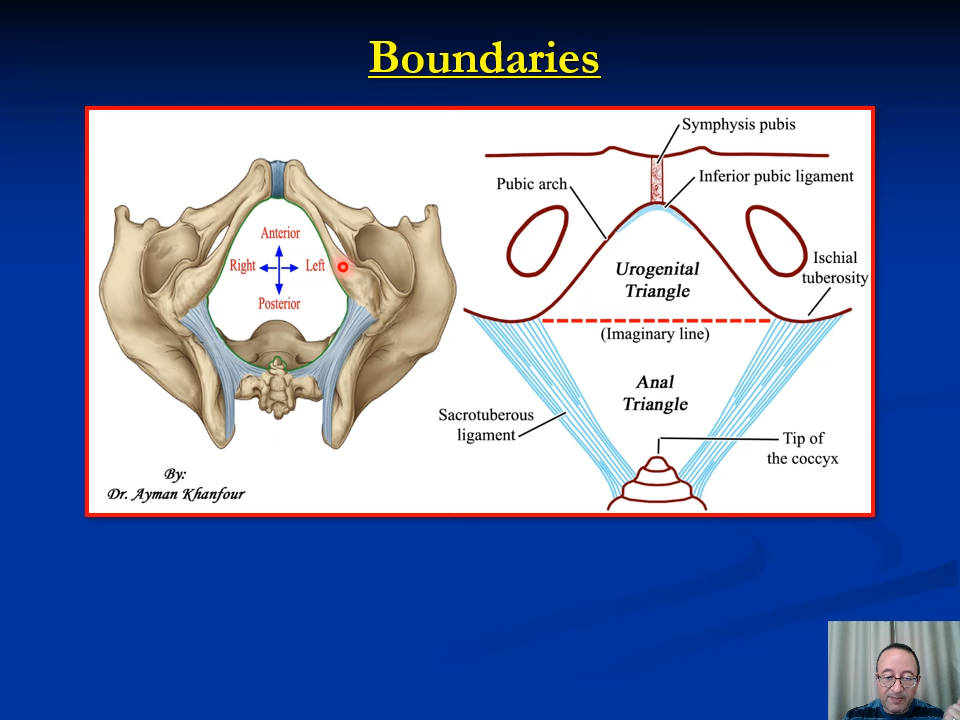 Boundaries
Anterior
Right
Left
Posterior
By:
Dr. Ayman Khanfour
Symphysis pubis
Pubic arch
Inferior pubic ligament
Urogenital
Triangle
Ischial
tuberosity
(Imaginary line)
Anal
Triangle
Sacrotuberous
ligament
Tip of
the coccyx